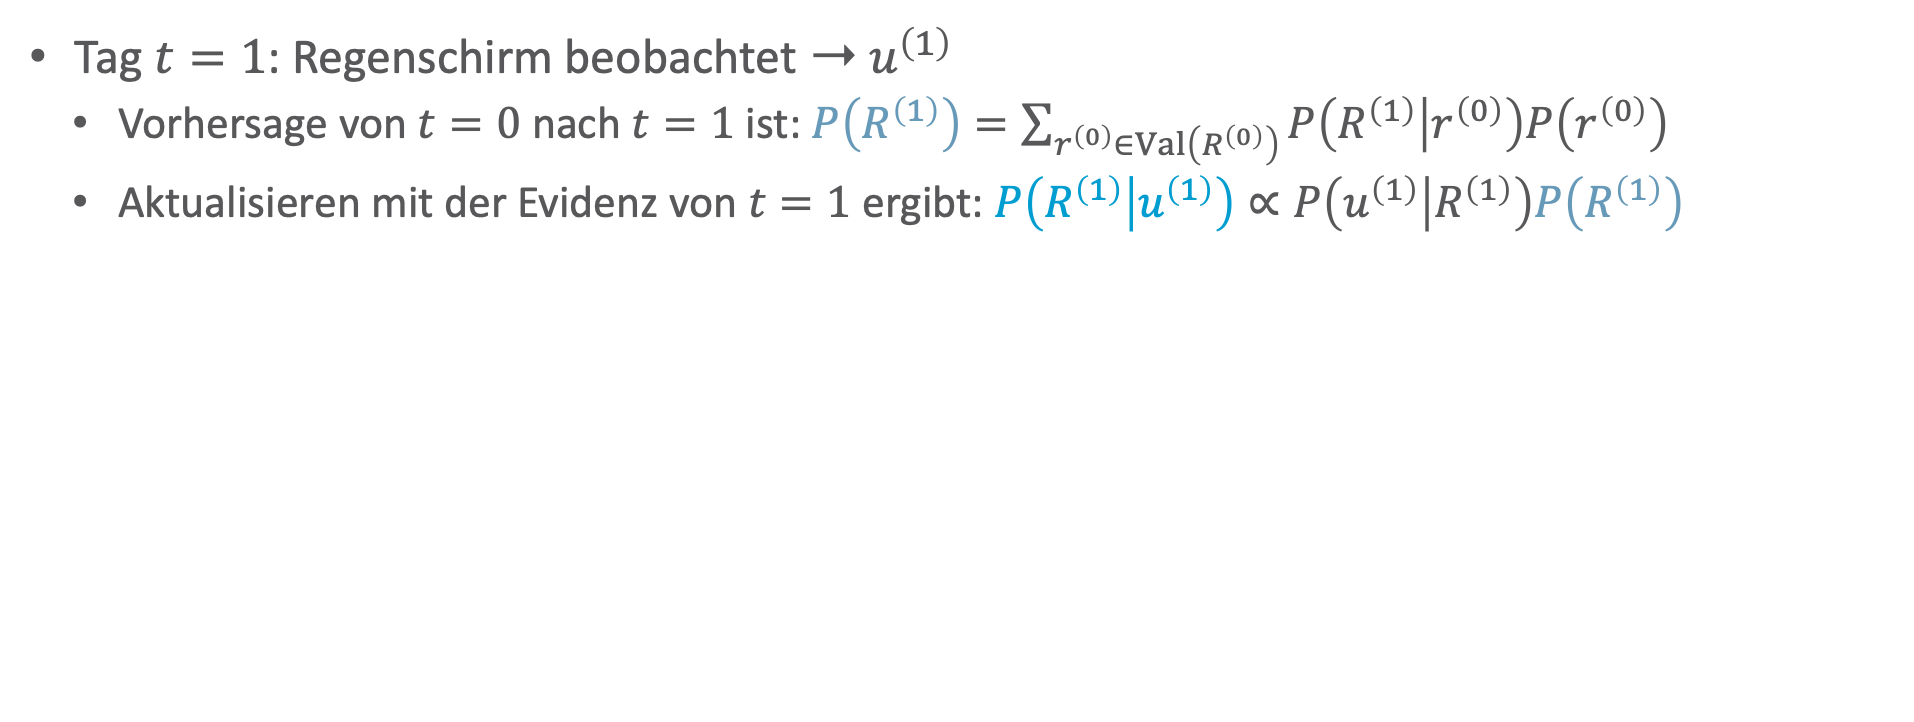 • Tag 𝑡 = 1: Regenschirm beobachtet → 𝑢⁽¹⁾
• Vorhersage von 𝑡 = 0 nach 𝑡 = 1 ist: 𝑃(𝑅⁽¹⁾) = ∑_{𝑟⁽⁰⁾∈Val(𝑅⁽⁰⁾)} 𝑃(𝑅⁽¹⁾|𝑟⁽⁰⁾)𝑃(𝑟⁽⁰⁾)
• Aktualisieren mit der Evidenz von 𝑡 = 1 ergibt: 𝑃(𝑅⁽¹⁾|𝑢⁽¹⁾) ∝ 𝑃(𝑢⁽¹⁾|𝑅⁽¹⁾)𝑃(𝑅⁽¹⁾)